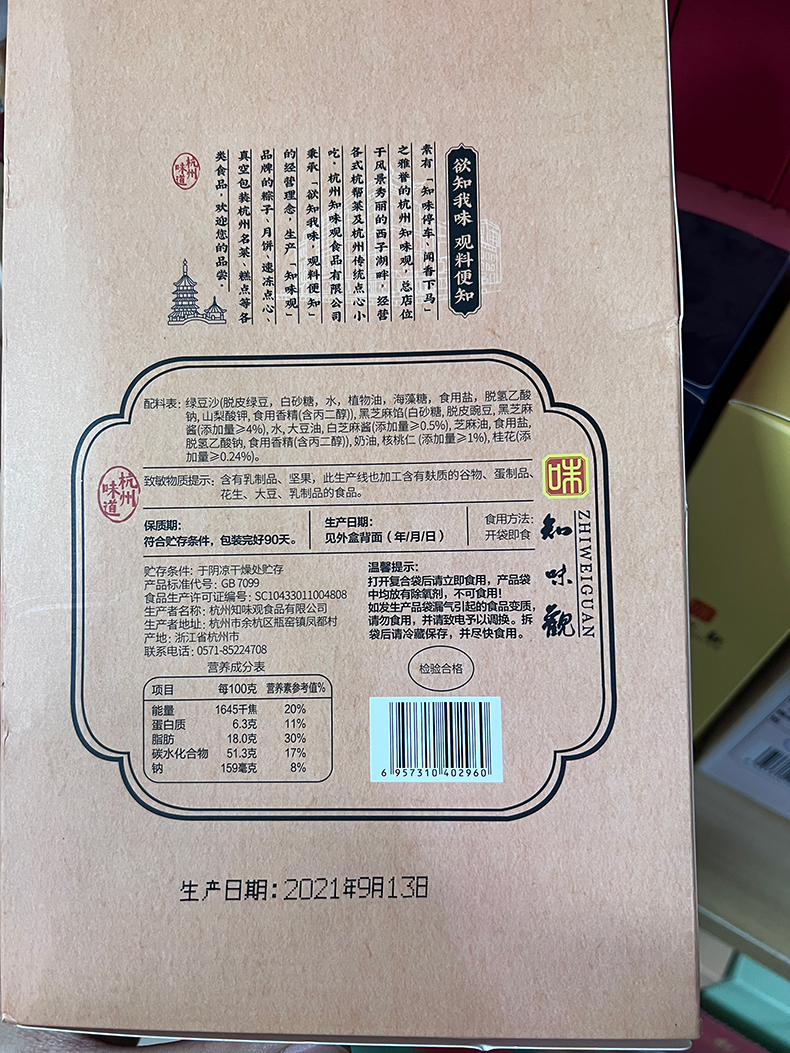 欲知我味 观料便知
素有「知味停车、闻香下马」
之雅誉的杭州知味观，总店位
于风景秀丽的西子湖畔，经营
各式杭帮菜及杭州传统点心小
吃。杭州知味观食品有限公司
秉承「欲知我味，观料便知」
的经营理念，生产「知味观」
品牌的粽子、月饼、速冻点心
真空包装杭州名菜、糕点等各
类食品，欢迎您的品尝。
杭州味道
配料表：绿豆沙(脱皮绿豆，白砂糖，水，植物油，海藻糖，食用盐，脱氢乙酸
钠, 山梨酸钾, 食用香精(含丙二醇)), 黑芝麻馅(白砂糖, 脱皮豌豆, 黑芝麻
酱(添加量≥4%), 水, 大豆油, 白芝麻酱(添加量≥0.5%), 芝麻油, 食用盐,
脱氢乙酸钠, 食用香精(含丙二醇)), 奶油, 核桃仁 (添加量≥1%), 桂花(添
加量≥0.24%)。
致敏物质提示：含有乳制品、坚果，此生产线也加工含有麸质的谷物、蛋制品、
花生、大豆、乳制品的食品。
杭州味道
保质期：
符合贮存条件，包装完好90天。
生产日期：
见外盒背面（年/月/日）
食用方法：
开袋即食
味
知味觀
ZHIWEIGUAN
贮存条件：于阴凉干燥处贮存
产品标准代号：GB 7099
食品生产许可证编号：SC10433011004808
生产者名称：杭州知味观食品有限公司
生产者地址：杭州市余杭区瓶窑镇凤都村
产地：浙江省杭州市
联系电话：0571-85224708
温馨提示：
打开复合袋后请立即食用，产品袋
中均放有除氧剂，不可食用！
如发生产品袋漏气引起的食品变质，
请勿食用，并请致电予以调换。拆
袋后请冷藏保存，并尽快食用。
检验合格
营养成分表
项目 每100克 营养素参考值%
能量 1645千焦 20%
蛋白质 6.3克 11%
脂肪 18.0克 30%
碳水化合物 51.3克 17%
钠 159毫克 8%
6 957310 402960
生产日期：2021年9月13日